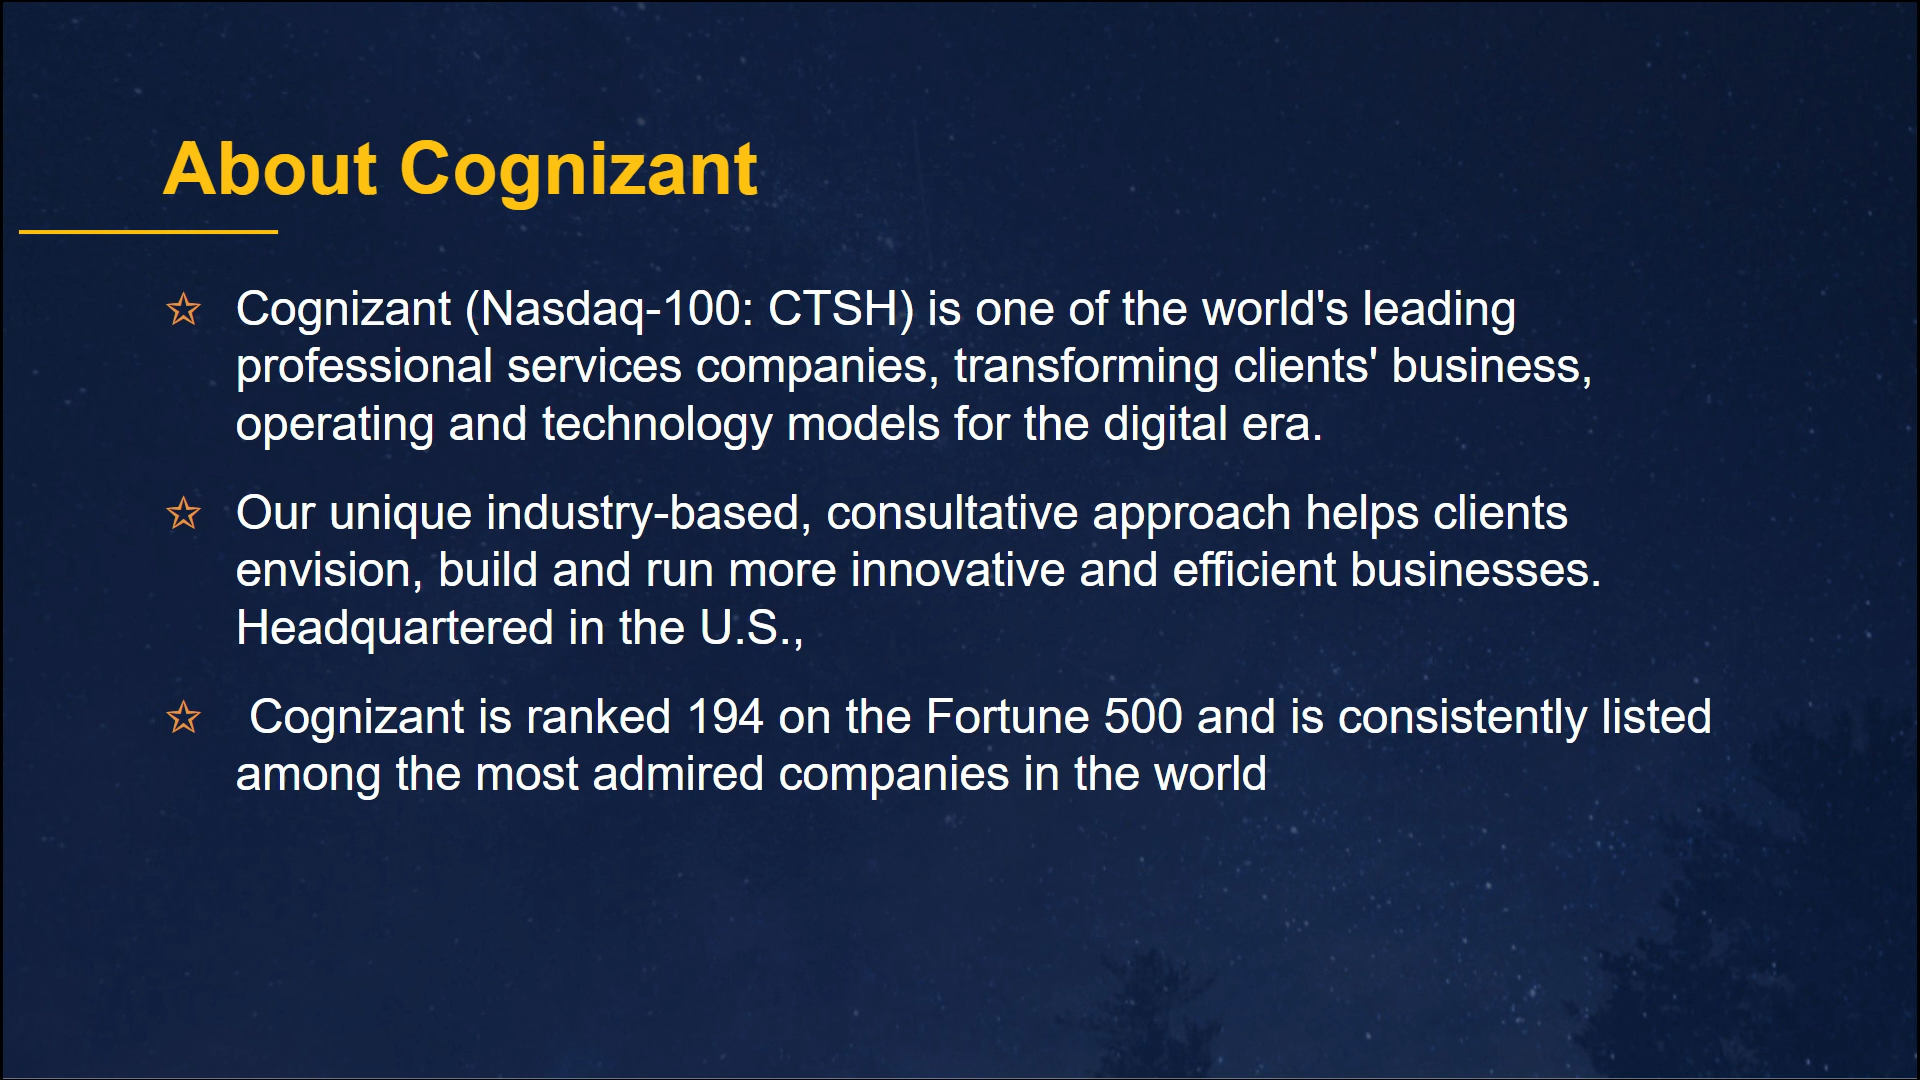 About Cognizant
☆ Cognizant (Nasdaq-100: CTSH) is one of the world's leading
professional services companies, transforming clients' business,
operating and technology models for the digital era.
☆ Our unique industry-based, consultative approach helps clients
envision, build and run more innovative and efficient businesses.
Headquartered in the U.S.,
☆ Cognizant is ranked 194 on the Fortune 500 and is consistently listed
among the most admired companies in the world